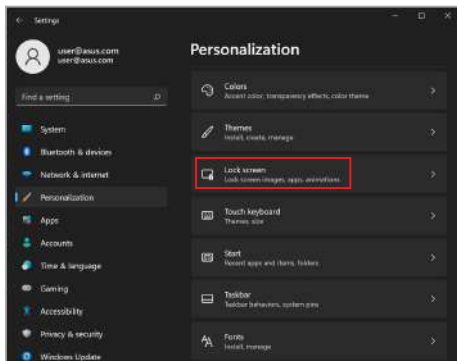 Settings
user@asus.com
user@asus.com
Find a setting
System
Bluetooth & devices
Network & internet
Personalization
Apps
Accounts
Time & language
Gaming
Accessibility
Privacy & security
Windows Update
Personalization
Colors
Accent color, transparency effects, color theme
Themes
Install, create, manage
Lock screen
Lock screen images, apps, animations
Touch keyboard
Themes, size
Start
Recent apps and items, folders
Taskbar
Taskbar behaviors, system pins
Fonts
Install, manage